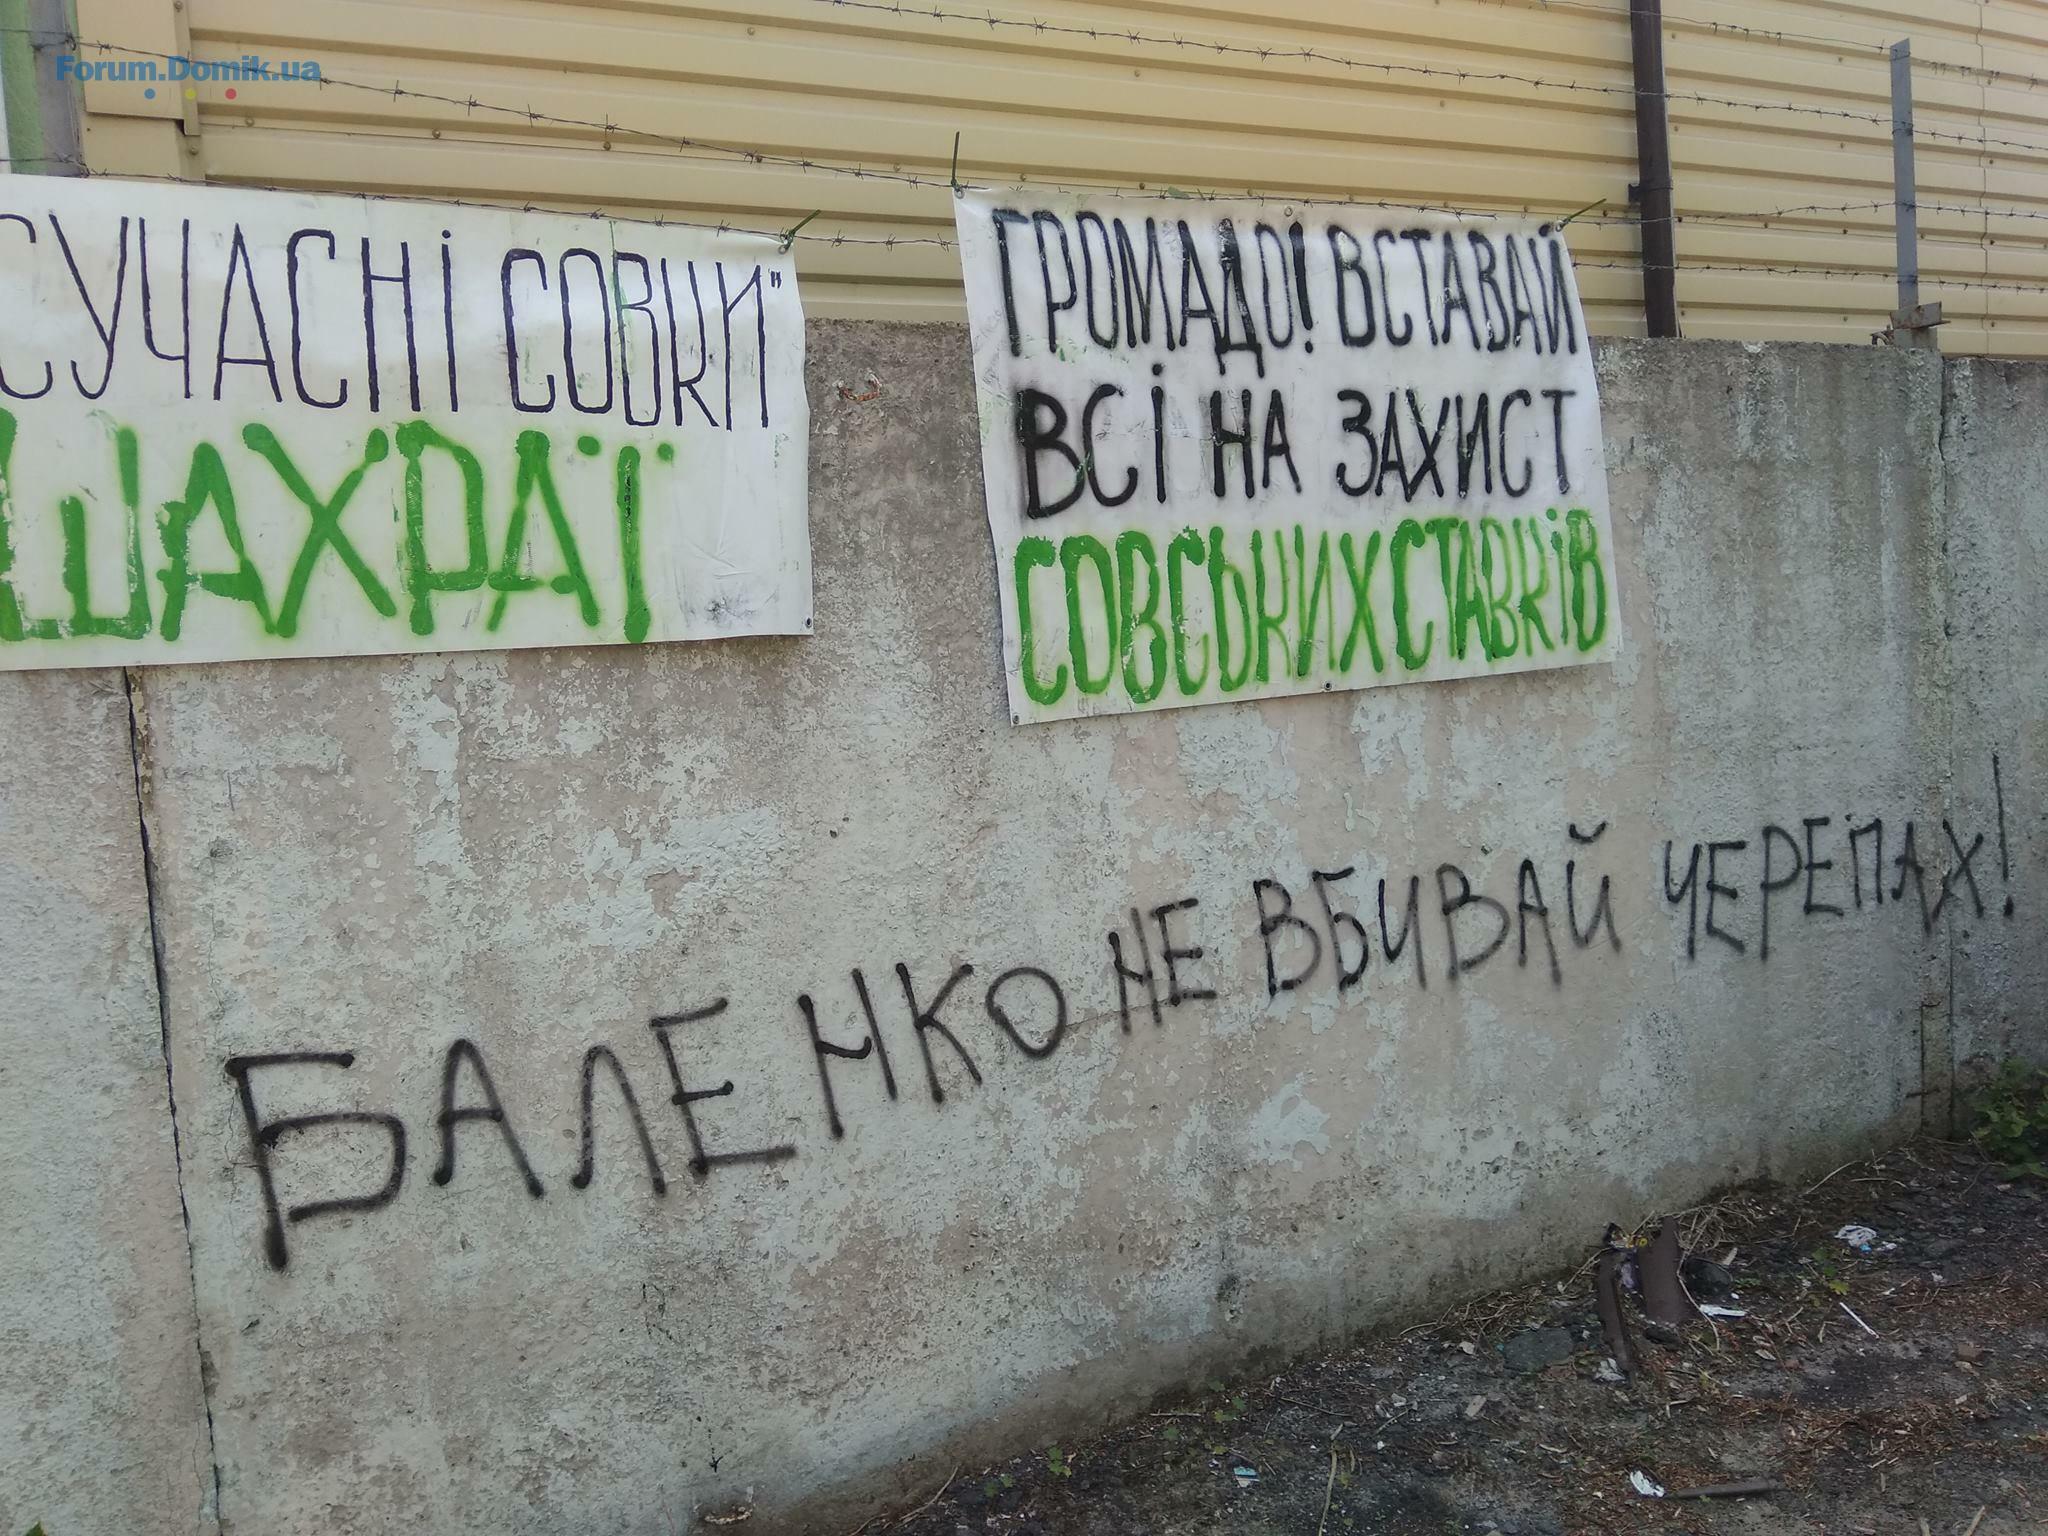 Forum.Domik.ua
СУЧАСНІ СОВКИ"
ШАХРАЇ
ГРОМАДО! ВСТАВАЙ
ВСІ НА ЗАХИСТ
СОВСЬКИХ СТАВКІВ
БАЛЕНКО НЕ ВБИВАЙ ЧЕРЕПАХ!